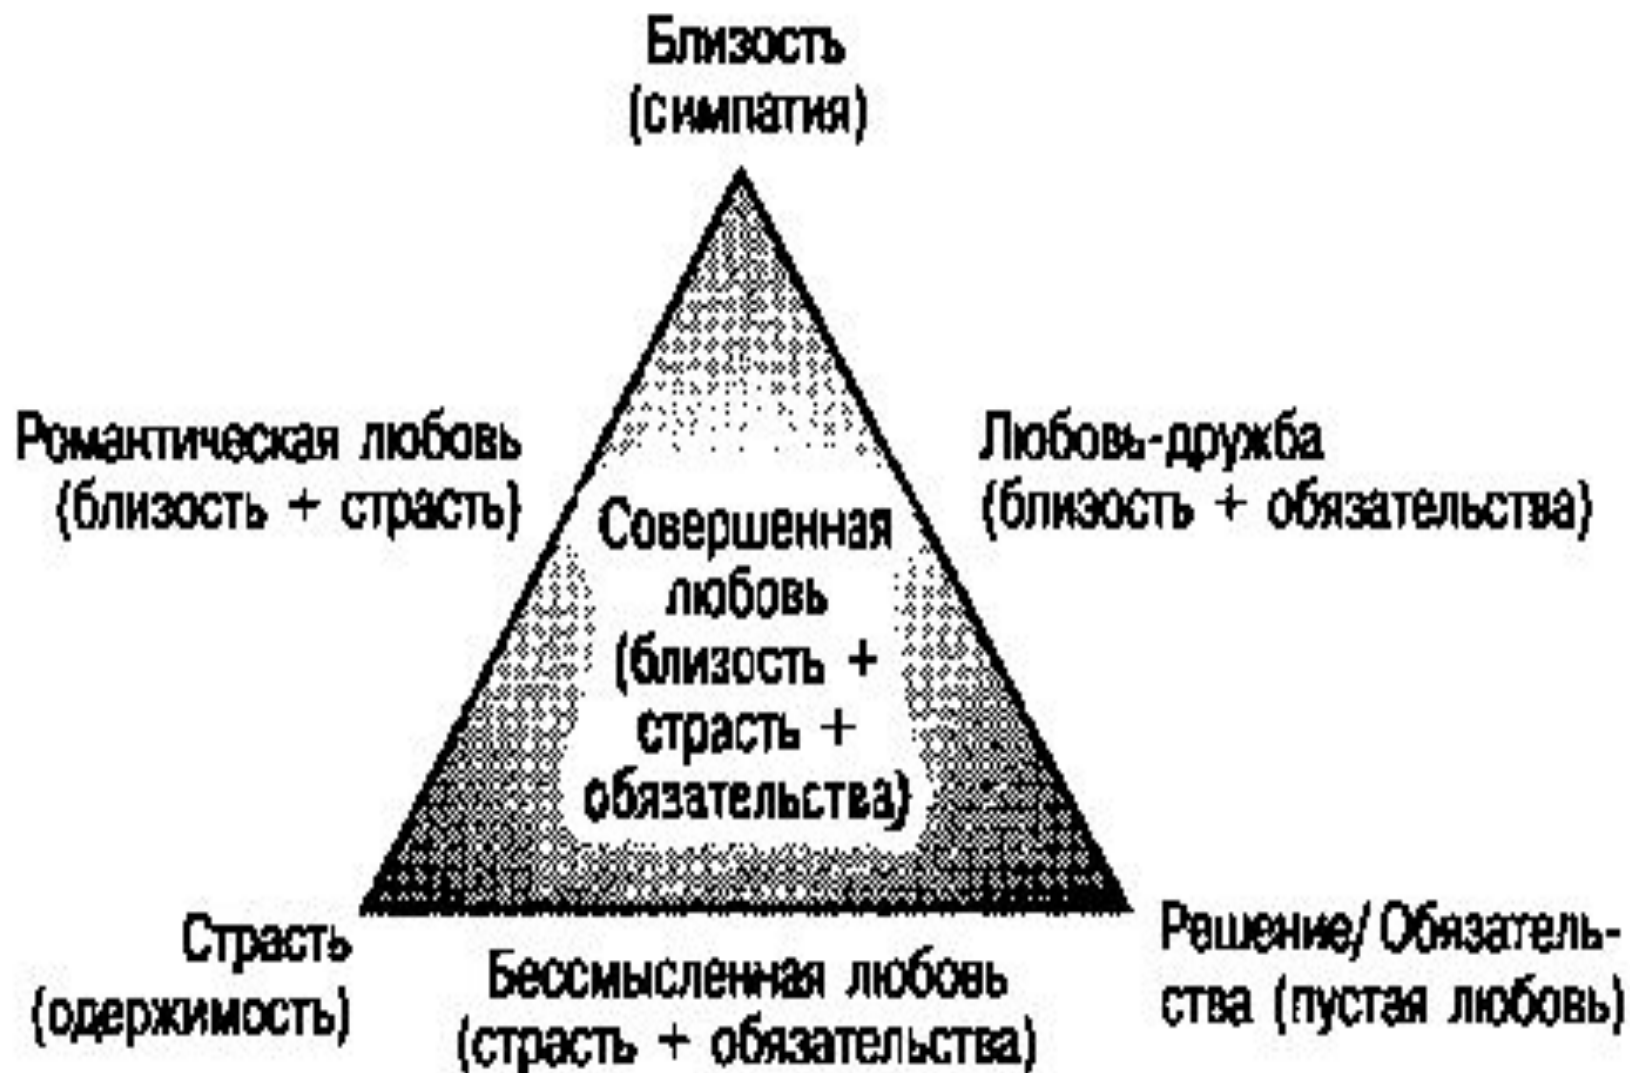 Близость
(симпатия)
Романтическая любовь
(близость + страсть)
Любовь-дружба
(близость + обязательства)
Совершенная
любовь
(близость +
страсть +
обязательства)
Страсть
(одержимость)
Бессмысленная любовь
(страсть + обязательства)
Решение/ Обязатель-
ства (пустая любовь)